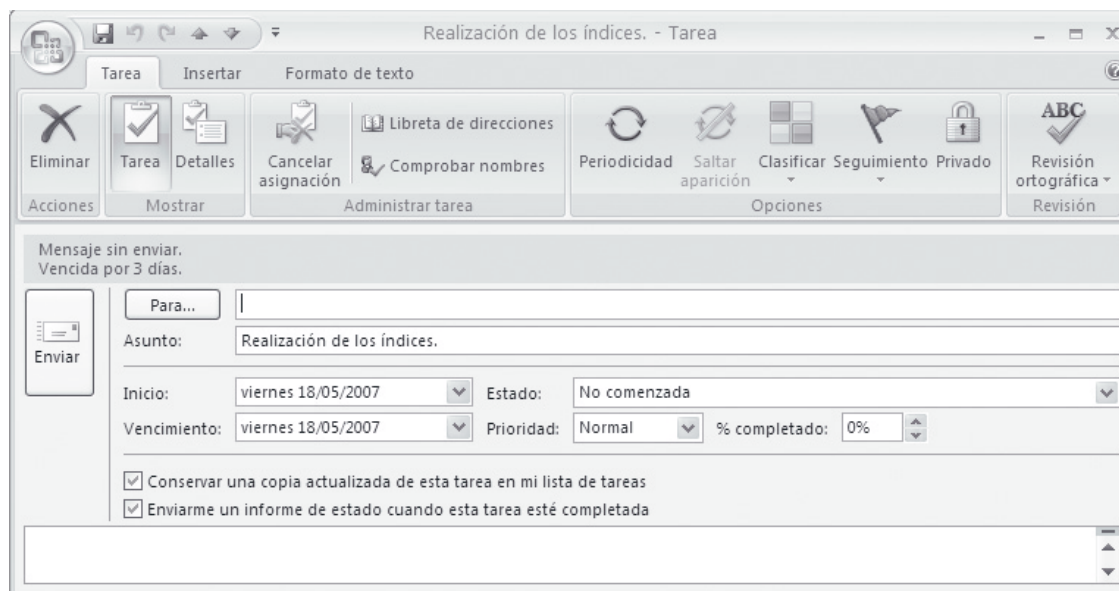 Realización de los índices. - Tarea
Tarea Insertar Formato de texto
Eliminar
Acciones
Tarea Detalles
Mostrar
Cancelar asignación
Libreta de direcciones
Comprobar nombres
Administrar tarea
Periodicidad
Saltar aparición
Clasificar
Seguimiento
Privado
Opciones
ABC
Revisión ortográfica
Revisión
Mensaje sin enviar.
Vencida por 3 días.
Enviar
Para...
Asunto: Realización de los índices.
Inicio: viernes 18/05/2007 Estado: No comenzada
Vencimiento: viernes 18/05/2007 Prioridad: Normal % completado: 0%
Conservar una copia actualizada de esta tarea en mi lista de tareas
Enviarme un informe de estado cuando esta tarea esté completada